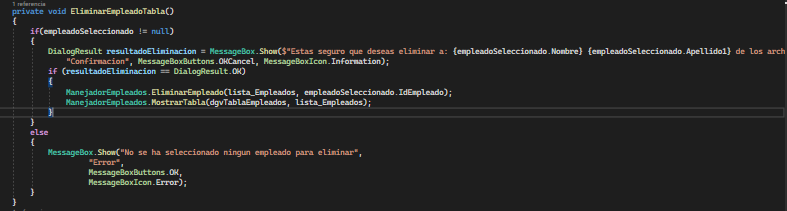 1 referencia
private void EliminarEmpleadoTabla()
{
if(empleadoSeleccionado != null)
{
DialogResult resultadoEliminacion = MessageBox.Show($"Estas seguro que deseas eliminar a: {empleadoSeleccionado.Nombre} {empleadoSeleccionado.Apellido1} de los arch
"Confirmacion", MessageBoxButtons.OKCancel, MessageBoxIcon.Information);
if (resultadoEliminacion == DialogResult.OK)
{
ManejadorEmpleados.EliminarEmpleado(lista_Empleados, empleadoSeleccionado.IdEmpleado);
ManejadorEmpleados.MostrarTabla(dgvTablaEmpleados, lista_Empleados);
}
}
else
{
MessageBox.Show("No se ha seleccionado ningun empleado para eliminar",
"Error",
MessageBoxButtons.OK,
MessageBoxIcon.Error);
}
}